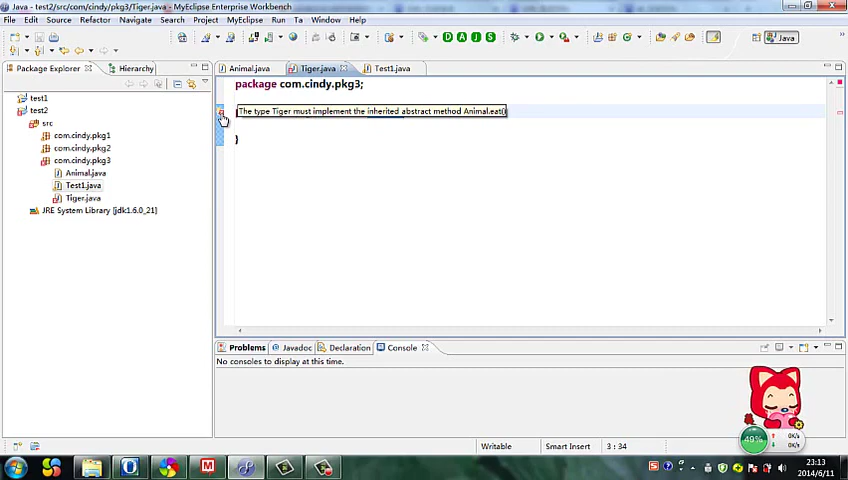 Java - test2/src/com/cindy/pkg3/Tiger.java - MyEclipse Enterprise Workbench
File Edit Source Refactor Navigate Search Project MyEclipse Run Ta Window Help
Java
Package Explorer Hierarchy
Animal.java Tiger.java Test1.java
test1
test2
src
com.cindy.pkg1
com.cindy.pkg2
com.cindy.pkg3
Animal.java
Test1.java
Tiger.java
JRE System Library [jdk1.6.0_21]
package com.cindy.pkg3;
The type Tiger must implement the inherited abstract method Animal.eat()
}
Problems Javadoc Declaration Console
No consoles to display at this time.
49%
0K/s
0K/s
Writable Smart Insert 3 : 34
23:13
2014/6/11